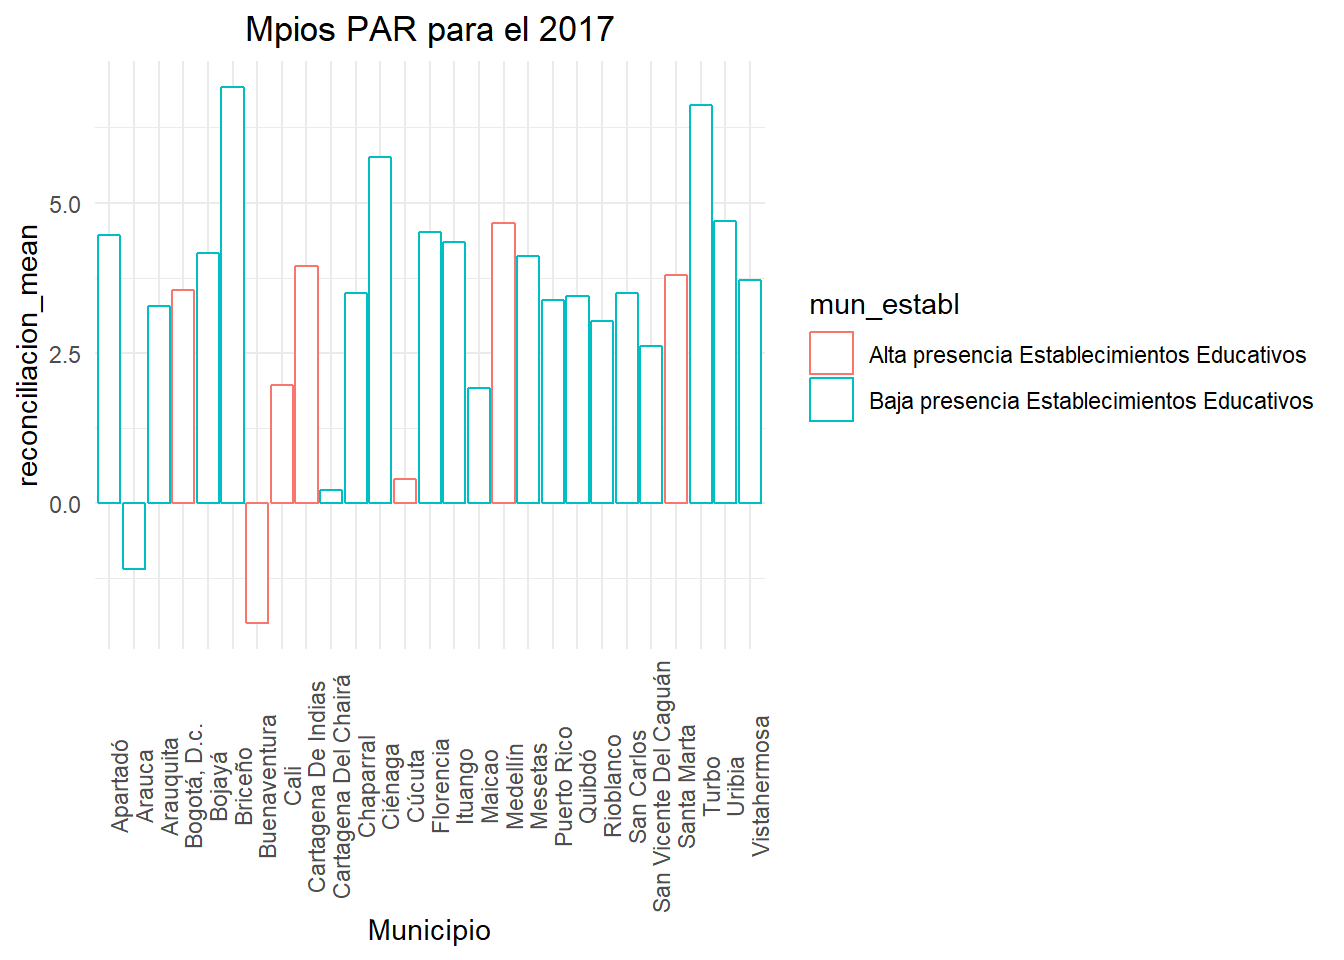 Mpios PAR para el 2017
reconciliacion_mean
5.0
2.5
0.0
Apartadó
Arauca
Arauquita
Bogotá, D.c.
Bojayá
Briceño
Buenaventura
Cali
Cartagena De Indias
Cartagena Del Chairá
Chaparral
Ciénaga
Cúcuta
Florencia
Ituango
Maicao
Medellín
Mesetas
Puerto Rico
Quibdó
Rioblanco
San Carlos
San Vicente Del Caguán
Santa Marta
Turbo
Uribia
Vistahermosa
Municipio
mun_establ
Alta presencia Establecimientos Educativos
Baja presencia Establecimientos Educativos